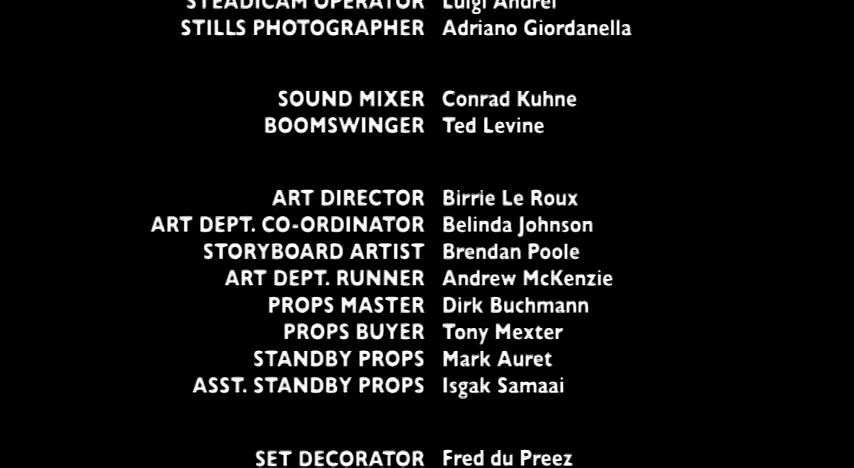 STEADICAM OPERATOR Luigi Andrei
STILLS PHOTOGRAPHER Adriano Giordanella
SOUND MIXER Conrad Kuhne
BOOMSWINGER Ted Levine
ART DIRECTOR Birrie Le Roux
ART DEPT. CO-ORDINATOR Belinda Johnson
STORYBOARD ARTIST Brendan Poole
ART DEPT. RUNNER Andrew McKenzie
PROPS MASTER Dirk Buchmann
PROPS BUYER Tony Mexter
STANDBY PROPS Mark Auret
ASST. STANDBY PROPS Isgak Samaai
SET DECORATOR Fred du Preez